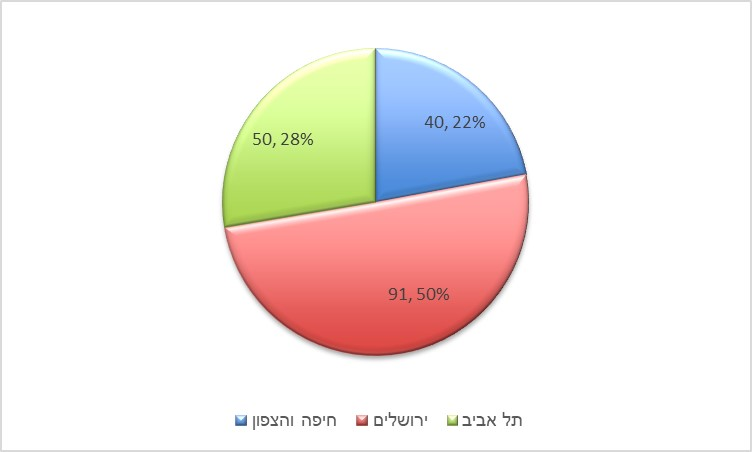 40, 22%
50, 28%
91, 50%
חיפה והצפון
ירושלים
תל אביב